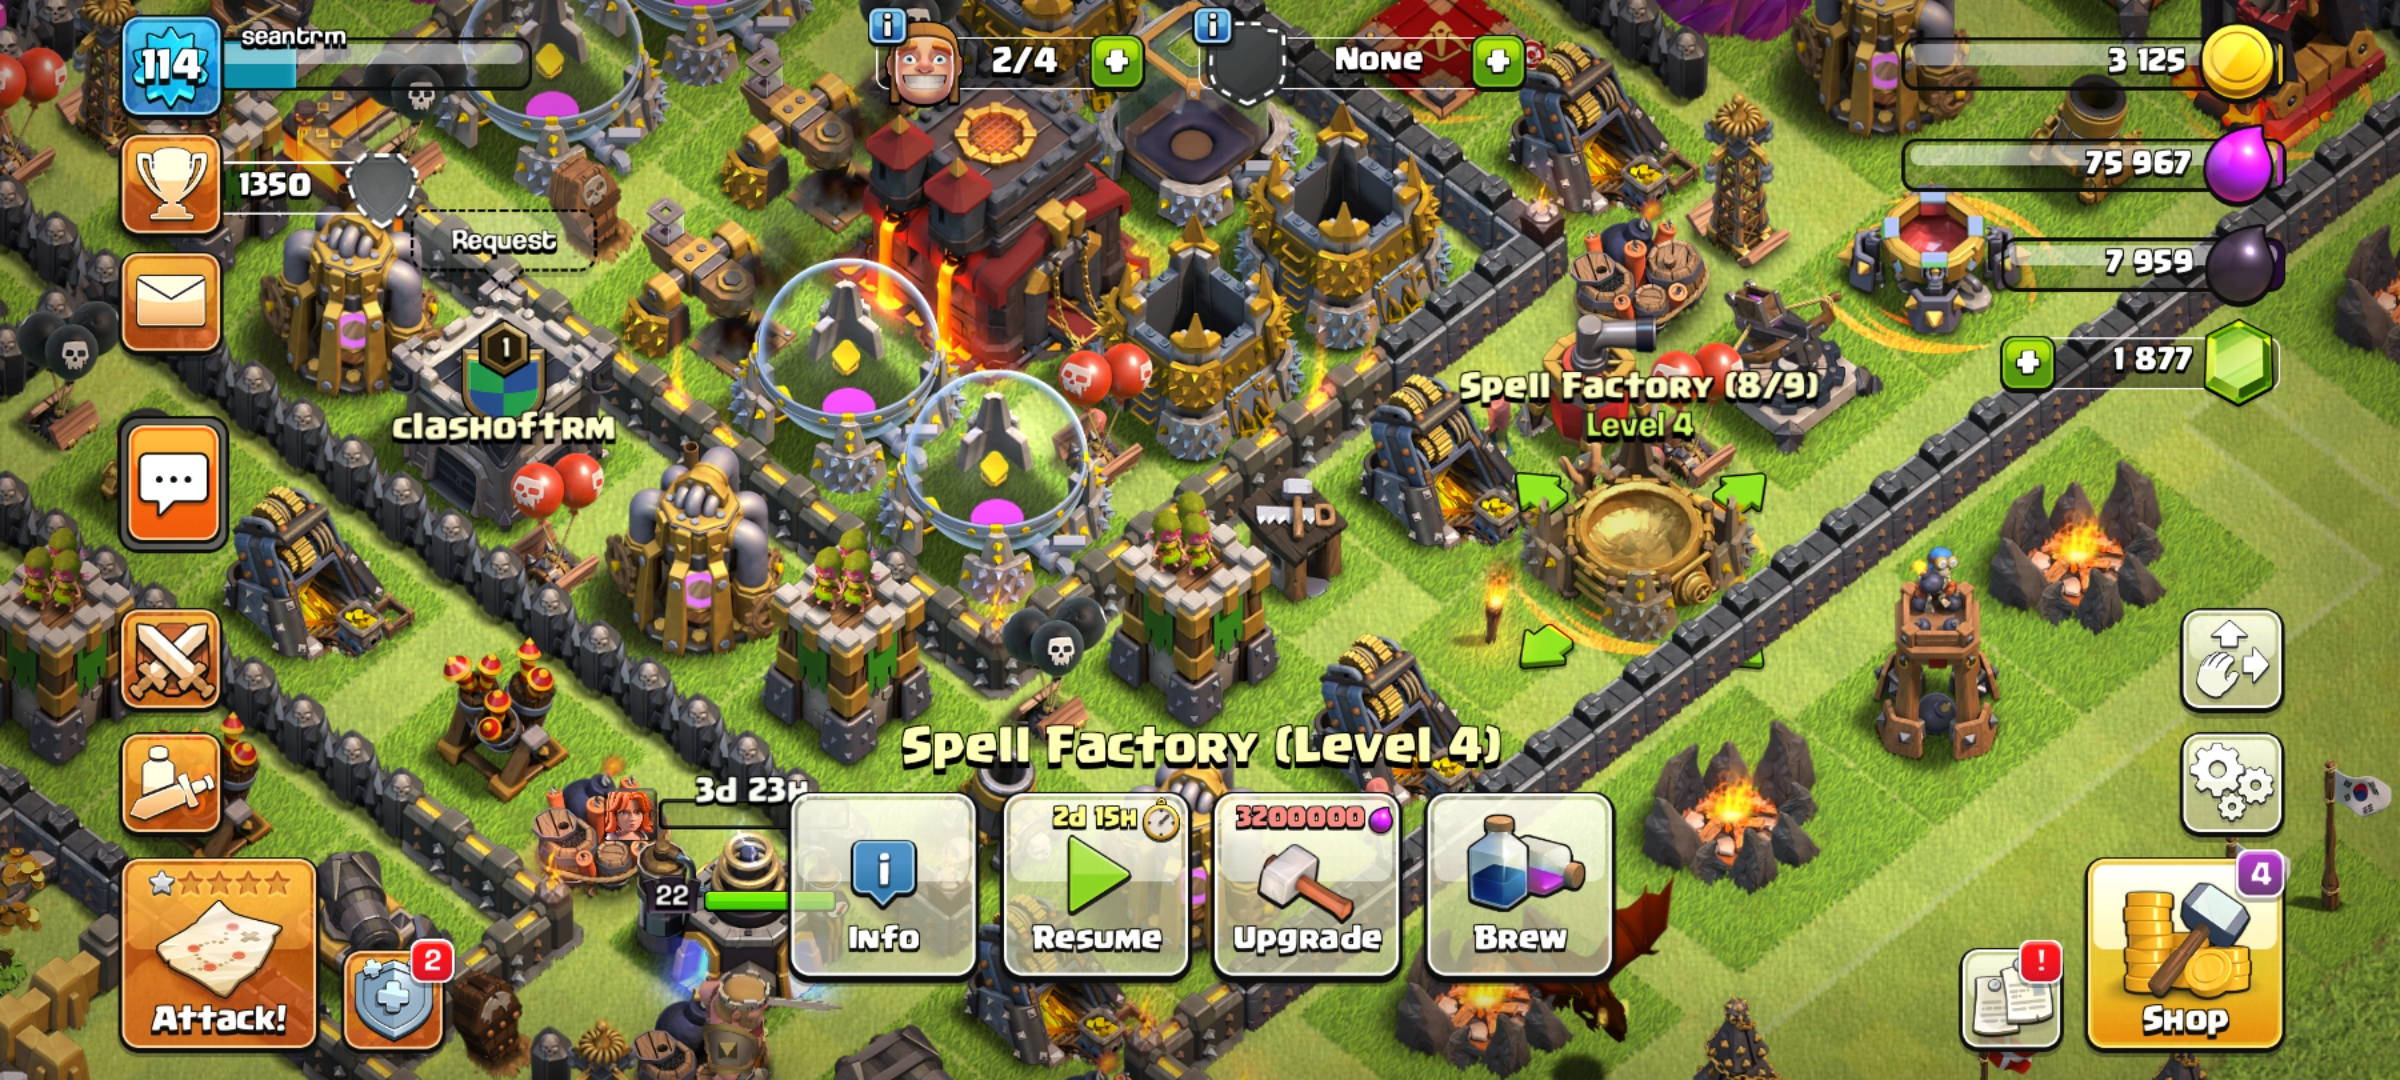 114
seantrm
2/4
None
3 125
1350
75 967
Request
7 959
1
1 877
clashoftrm
Spell Factory (8/9)
Level 4
Spell Factory (Level 4)
3d 23H
22
Info
2d 15H
Resume
3200000
Upgrade
Brew
Attack!
2
!
4
Shop